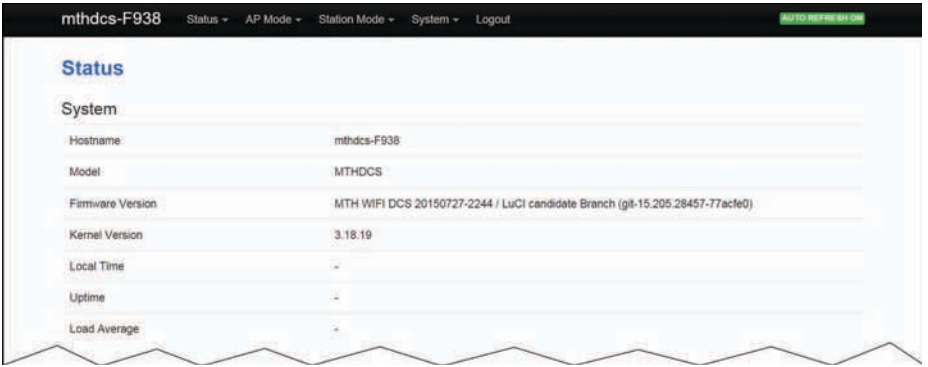 mthdcs-F938 Status AP Mode Station Mode System Logout AUTO REFRESH ON
Status
System
Hostname mthdcs-F938
Model MTHDCS
Firmware Version MTH WIFI DCS 20150727-2244 / LuCI candidate Branch (git-15.205.28457-77acfe0)
Kernel Version 3.18.19
Local Time -
Uptime -
Load Average -